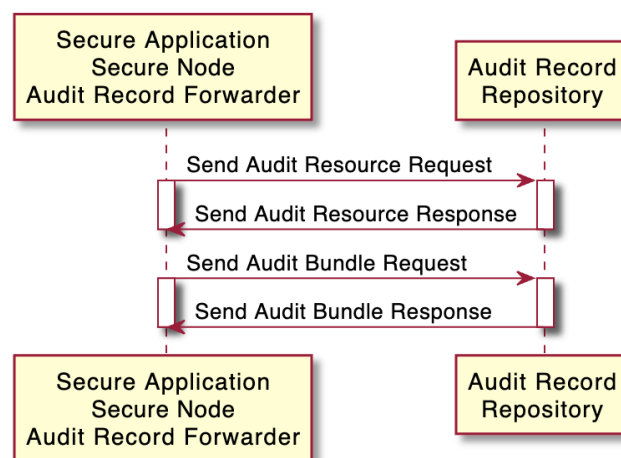 Secure Application
Secure Node
Audit Record Forwarder
Audit Record
Repository
Send Audit Resource Request
Send Audit Resource Response
Send Audit Bundle Request
Send Audit Bundle Response
Secure Application
Secure Node
Audit Record Forwarder
Audit Record
Repository